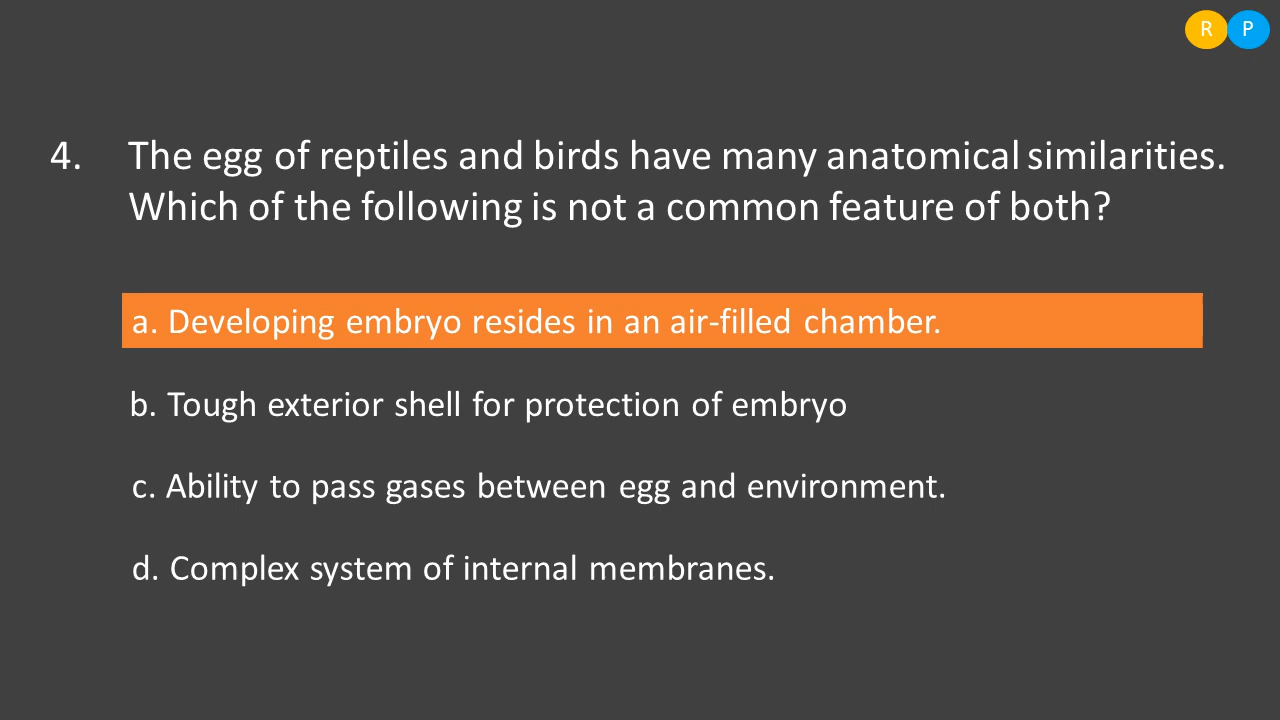 R P
4. The egg of reptiles and birds have many anatomical similarities.
Which of the following is not a common feature of both?
a. Developing embryo resides in an air-filled chamber.
b. Tough exterior shell for protection of embryo
c. Ability to pass gases between egg and environment.
d. Complex system of internal membranes.